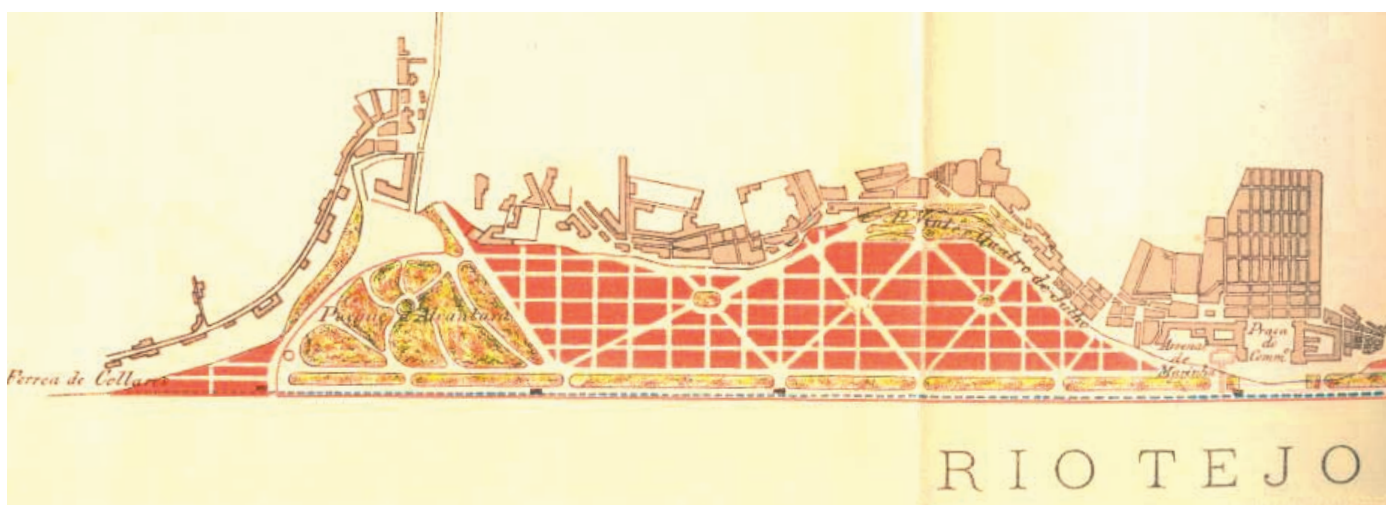 R. Vinte e Quatro de Julho
Parque d'Alcantara
Praça
do
Comm.º
Arsenal
de
Marinha
Ferrea de Collares
RIO TEJO